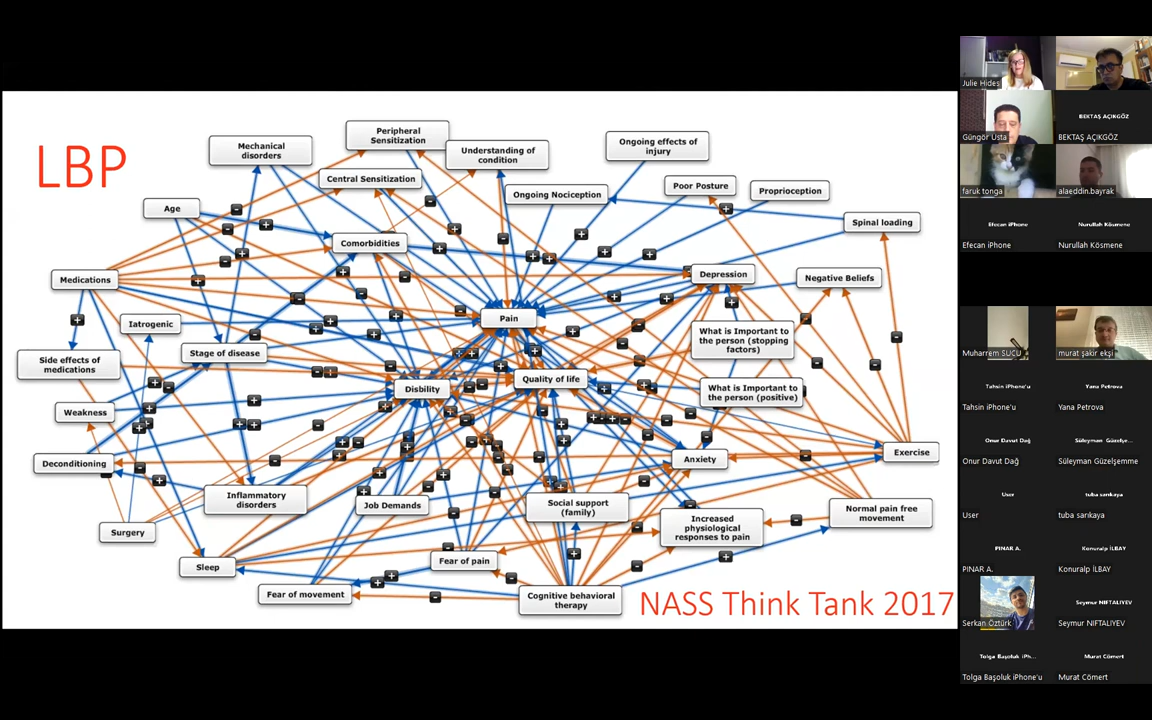 LBP
Mechanical
disorders
Peripheral
Sensitization
Understanding of
condition
Ongoing effects of
injury
Central Sensitization
Ongoing Nociception
Poor Posture
Proprioception
Age
Spinal loading
Comorbidities
Medications
Depression
Negative Beliefs
Iatrogenic
Pain
Side effects of
medications
Stage of disease
What is Important to
the person (stopping
factors)
Disbility
Quality of life
What is Important to
the person (positive)
Weakness
Deconditioning
Anxiety
Exercise
Inflammatory
disorders
Job Demands
Social support
(family)
Increased
physiological
responses to pain
Normal pain free
movement
Surgery
Sleep
Fear of pain
Fear of movement
Cognitive behavioral
therapy
NASS Think Tank 2017
Julie Hides
Güngör Usta
BEKTAŞ AÇIKGÖZ
BEKTAŞ AÇIKGÖZ
faruk tonga
alaeddin.bayrak
Efecan iPhone
Efecan iPhone
Nurullah Kösmene
Nurullah Kösmene
Muharrem SUCU
murat şakir ekşi
Tahsin iPhone'u
Tahsin iPhone'u
Yana Petrova
Yana Petrova
Onur Davut Dağ
Onur Davut Dağ
Süleyman Güzelşe...
Süleyman Güzelşemme
User
User
tuba sarıkaya
tuba sarıkaya
PINAR A.
PINAR A.
Konuralp İLBAY
Konuralp İLBAY
Serkan Öztürk
Seymur NIFTALIYEV
Seymur NIFTALIYEV
Tolga Başoluk iPh...
Tolga Başoluk iPhone'u
Murat Cömert
Murat Cömert